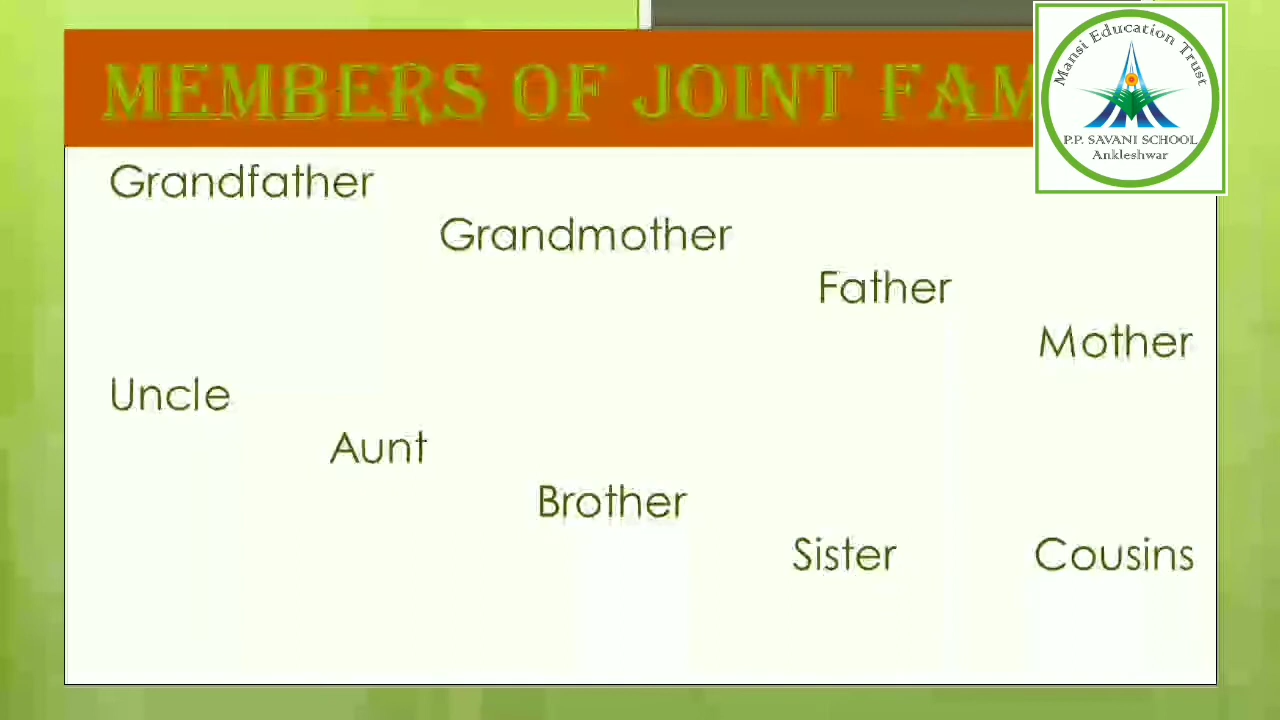 MEMBERS OF JOINT FAM
Mansi Education Trust
P.P. SAVANI SCHOOL
Ankleshwar
Grandfather
Grandmother
Father
Mother
Uncle
Aunt
Brother
Sister Cousins